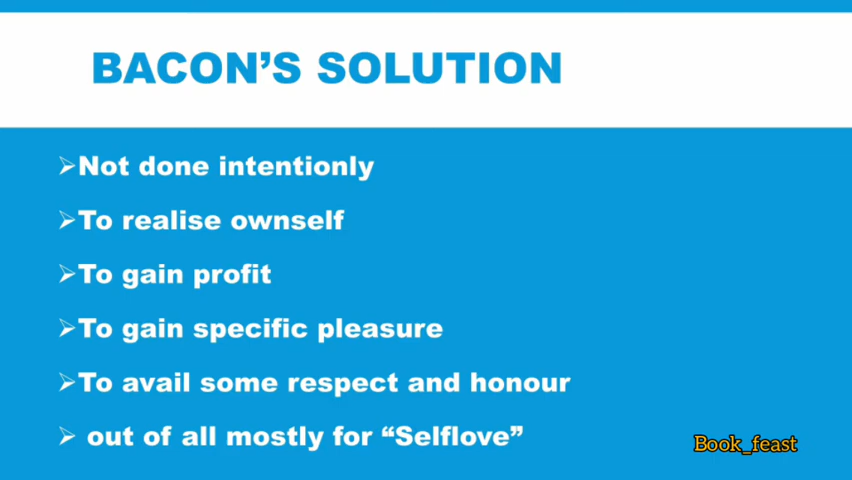 BACON'S SOLUTION
➢Not done intentionly
➢To realise ownself
➢To gain profit
➢To gain specific pleasure
➢To avail some respect and honour
➢ out of all mostly for “Selflove”
Book_feast